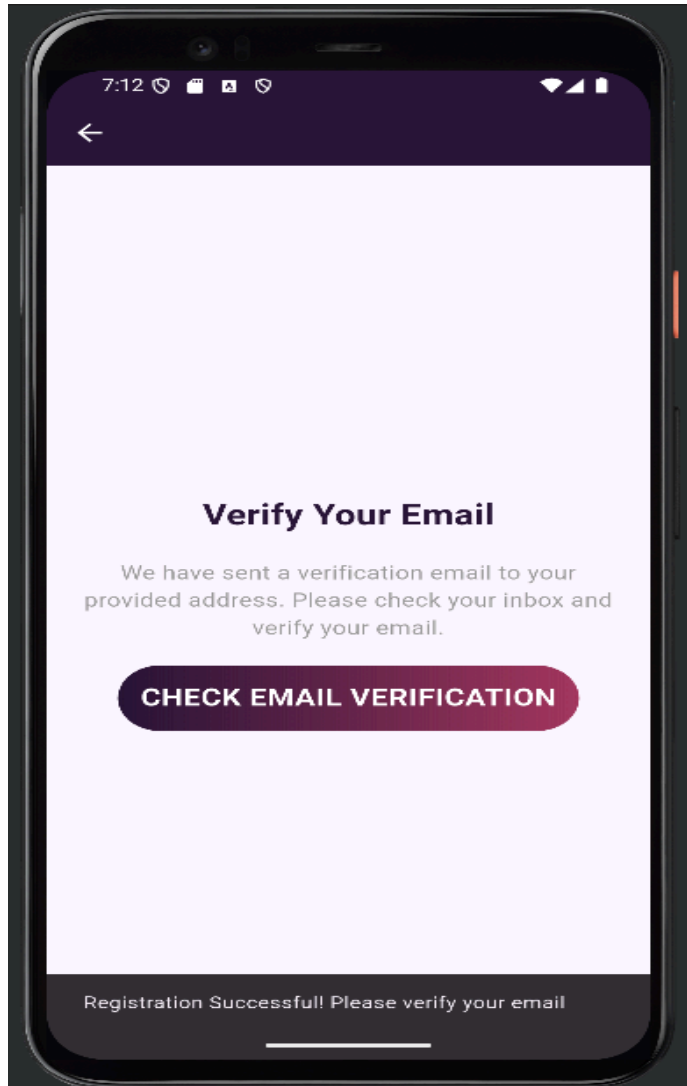 7:12
Verify Your Email
We have sent a verification email to your
provided address. Please check your inbox and
verify your email.
CHECK EMAIL VERIFICATION
Registration Successful! Please verify your email